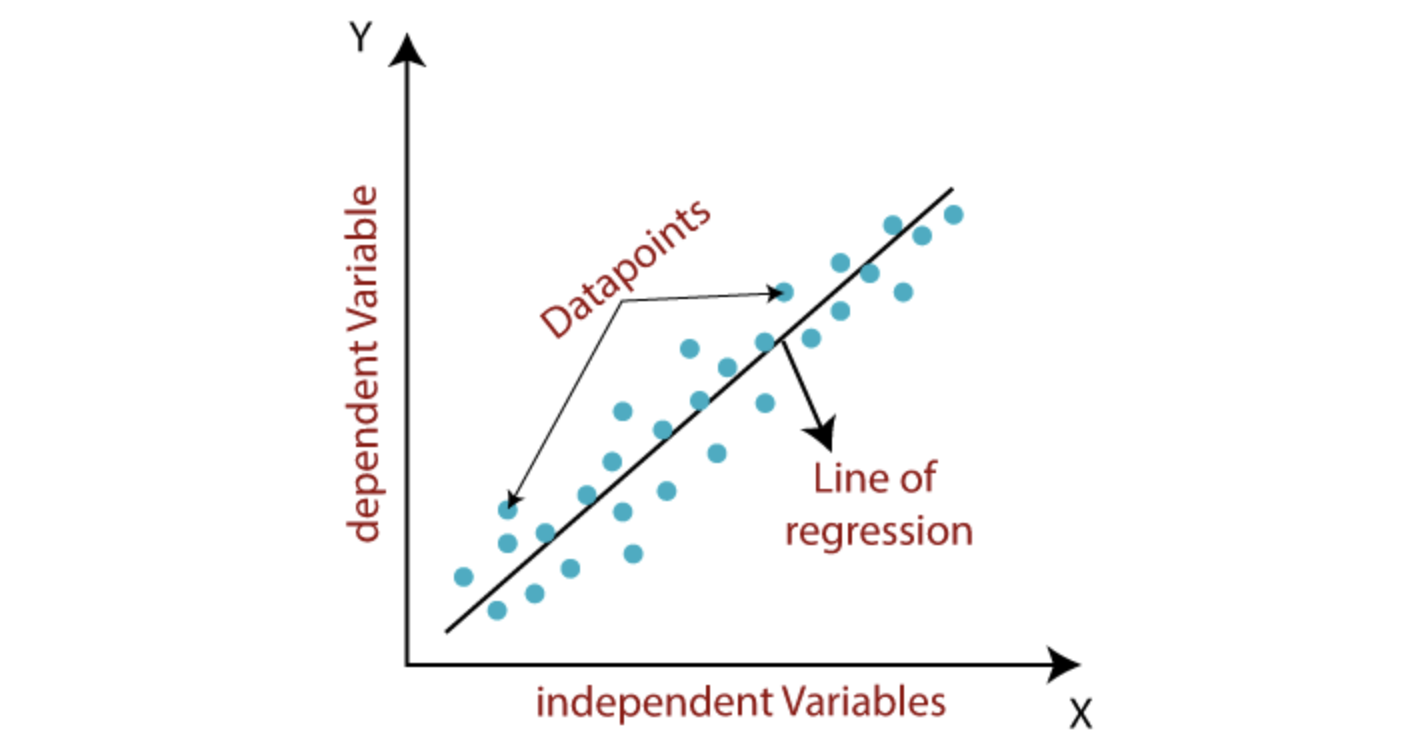 Y
dependent Variable
Datapoints
Line of
regression
independent Variables
X